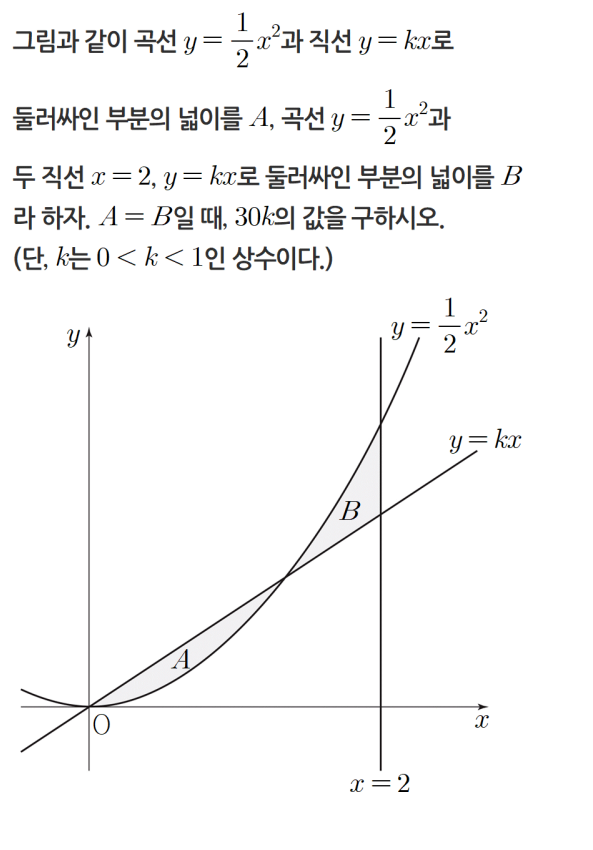 그림과 같이 곡선 y = 1/2 x²과 직선 y = kx로
둘러싸인 부분의 넓이를 A, 곡선 y = 1/2 x²과
두 직선 x = 2, y = kx로 둘러싸인 부분의 넓이를 B
라 하자. A = B일 때, 30k의 값을 구하시오.
(단, k는 0 < k < 1인 상수이다.)
y
y = 1/2 x²
y = kx
B
A
O
x
x = 2